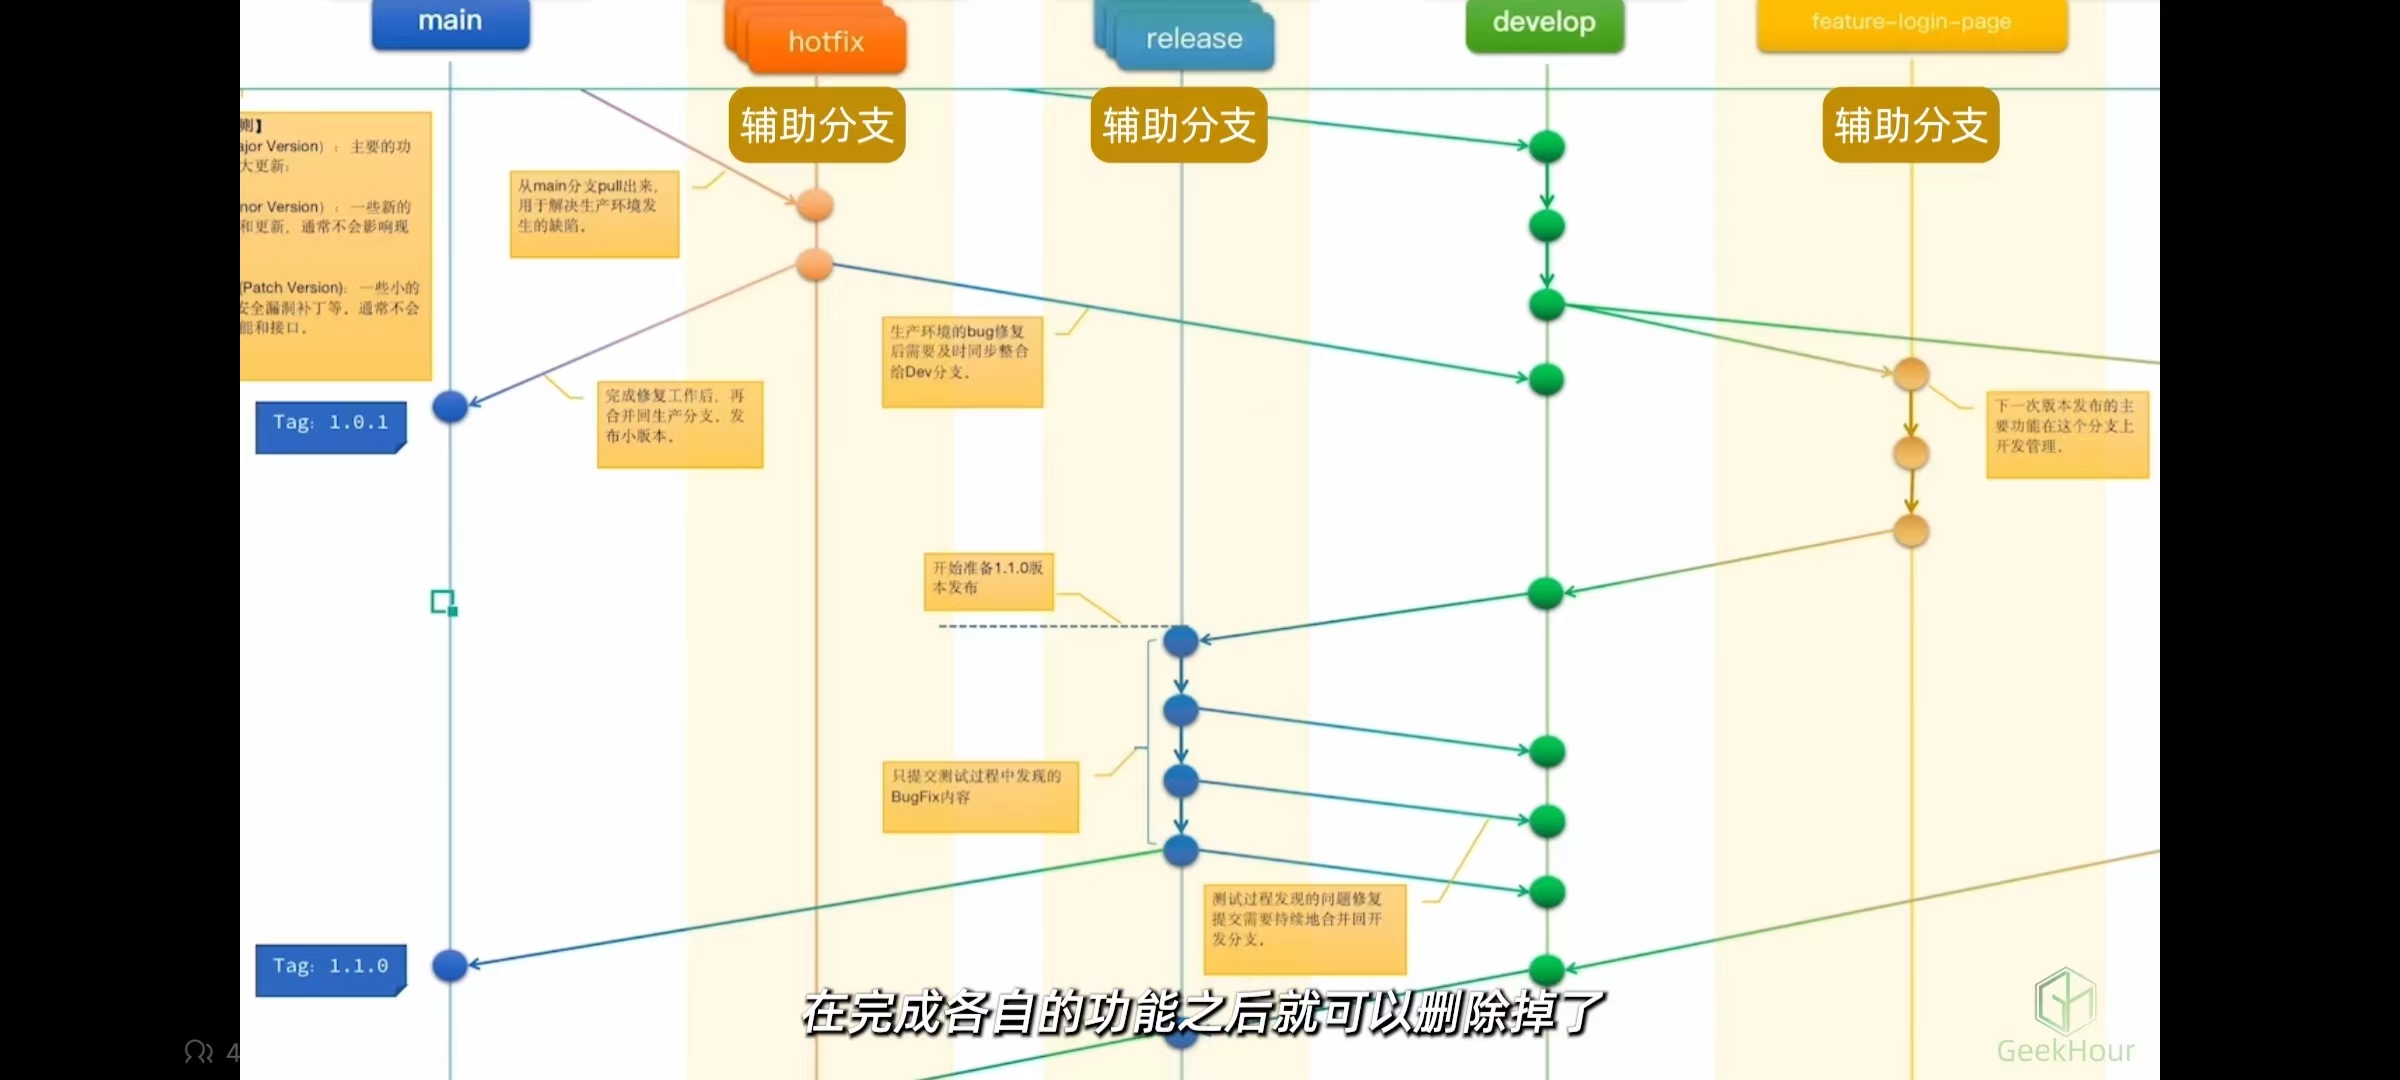 main
hotfix
release
develop
feature-login-page
辅助分支
辅助分支
辅助分支
则】
ajor Version）：主要的功
大更新;
nor Version）：一些新的
和更新，通常不会影响现
(Patch Version)：一些小的
安全漏洞补丁等，通常不会
能和接口。
从main分支pull出来，
用于解决生产环境发
生的缺陷。
生产环境的bug修复
后需要及时同步整合
给Dev分支。
完成修复工作后，再
合并回生产分支，发
布小版本。
Tag: 1.0.1
下一次版本发布的主
要功能在这个分支上
开发管理。
开始准备1.1.0版
本发布
只提交测试过程中发现的
BugFix内容
测试过程发现的问题修复
提交需要持续地合并回开
发分支。
Tag: 1.1.0
在完成各自的功能之后就可以删除掉了
4
GeekHour